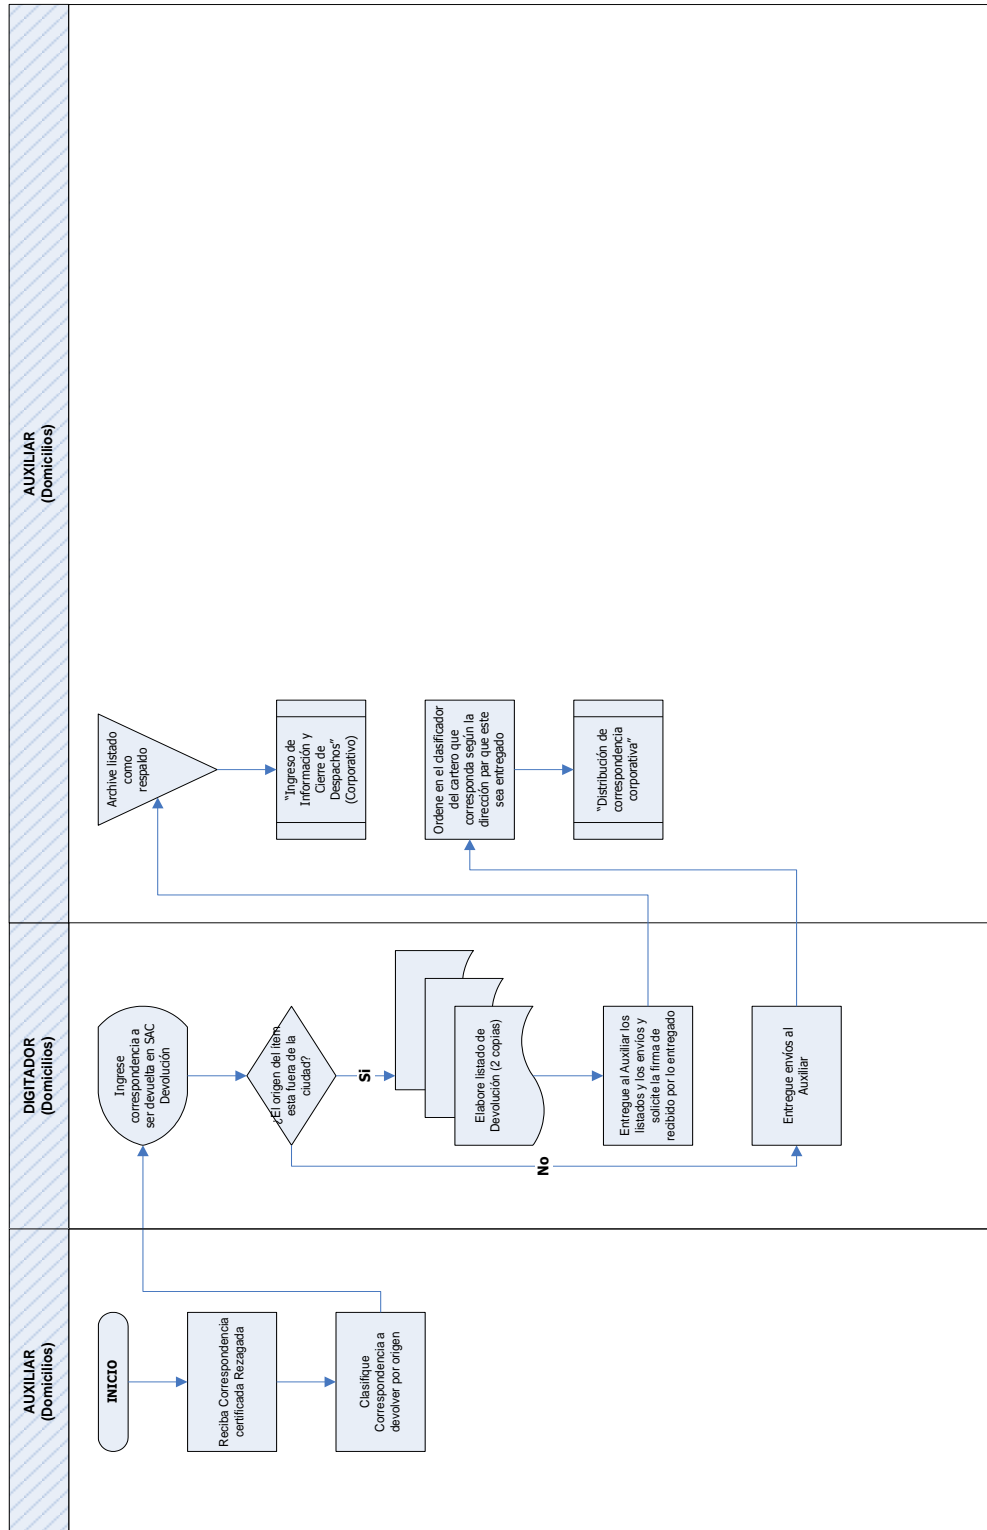 AUXILIAR
(Domicilios)
DIGITADOR
(Domicilios)
AUXILIAR
(Domicilios)
INICIO
Reciba Correspondencia
certificada Rezagada
Clasifique
Correspondencia a
devolver por origen
Ingrese
correspondencia a
ser devuelta en SAC
Devolución
¿El origen del ítem
esta fuera de la
ciudad?
Si
No
Elabore listado de
Devolución (2 copias)
Entregue al Auxiliar los
listados y los envíos y
solicite la firma de
recibido por lo entregado
Entregue envíos al
Auxiliar
Archive listado
como
respaldo
“Ingreso de
Información y
Cierre de
Despachos”
(Corporativo)
Ordene en el clasificador
del cartero que
corresponda según la
dirección par que este
sea entregado
“Distribución de
correspondencia
corporativa”